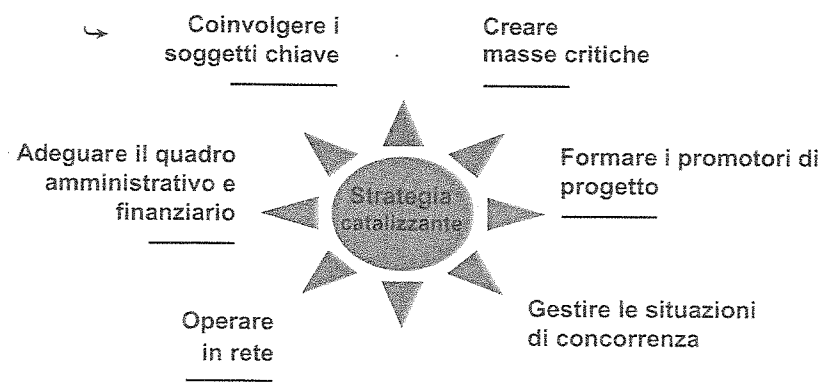 Coinvolgere i
soggetti chiave
Creare
masse critiche
Adeguare il quadro
amministrativo e
finanziario
Strategia
catalizzante
Formare i promotori di
progetto
Operare
in rete
Gestire le situazioni
di concorrenza